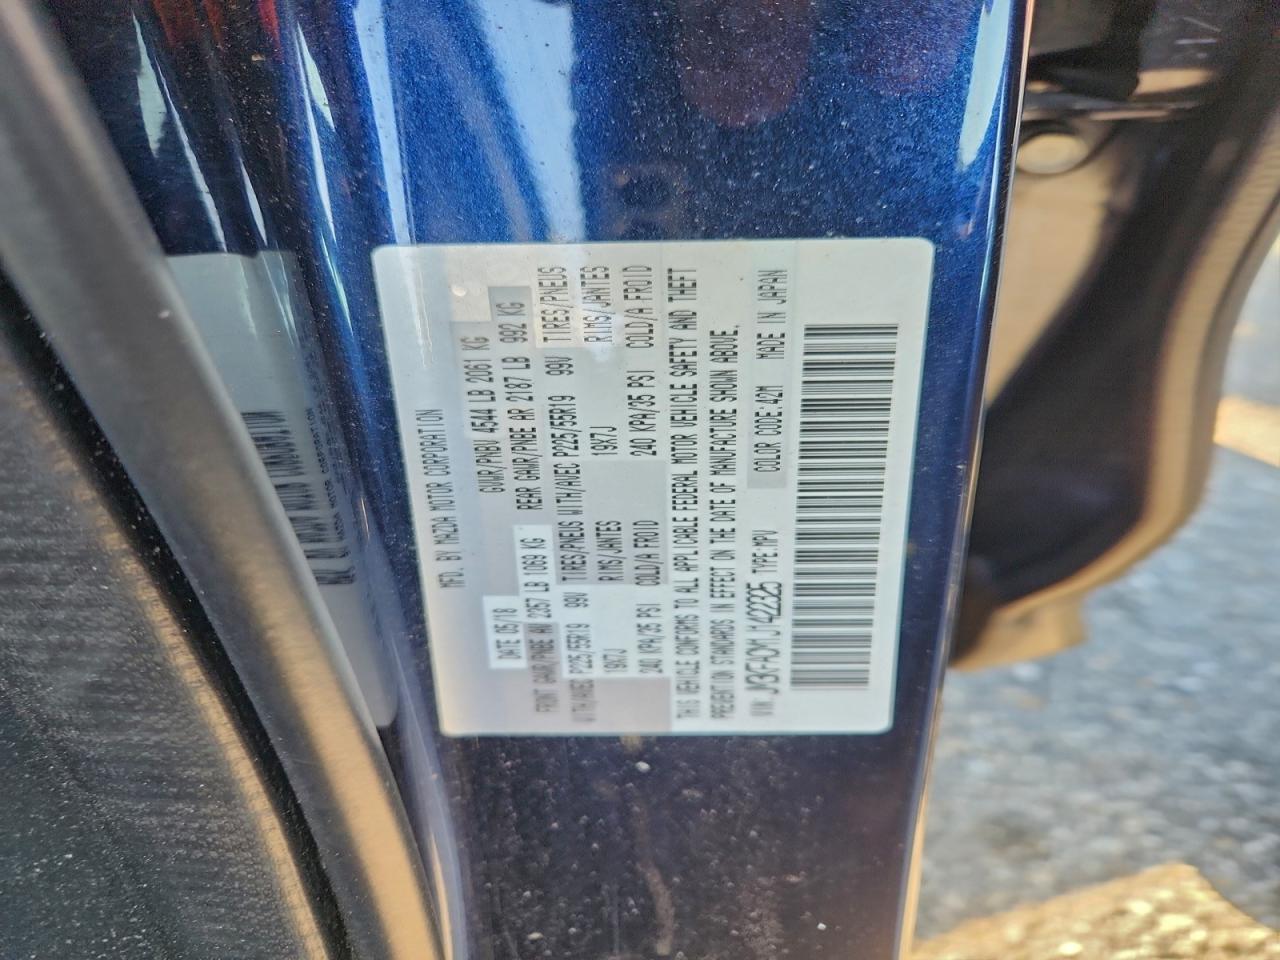 MFD. BY MAZDA MOTOR CORPORATION
DATE 05/18 GVWR/PNBV 4544 LB 2061 KG
FRONT GAWR/PNBE AV 2357 LB 1069 KG REAR GAWR/PNBE AR 2187 LB 992 KG
WITH/AVEC P225/55R19 99V TIRES/PNEUS WITH/AVEC P225/55R19 99V TIRES/PNEUS
19X7J RIMS/JANTES 19X7J RIMS/JANTES
240 KPA/35 PSI COLD/A FROID 240 KPA/35 PSI COLD/A FROID
THIS VEHICLE CONFORMS TO ALL APPLICABLE FEDERAL MOTOR VEHICLE SAFETY AND THEFT
PREVENTION STANDARDS IN EFFECT ON THE DATE OF MANUFACTURE SHOWN ABOVE.
VIN: TYPE:MPV COLOR CODE:42M MADE IN JAPAN